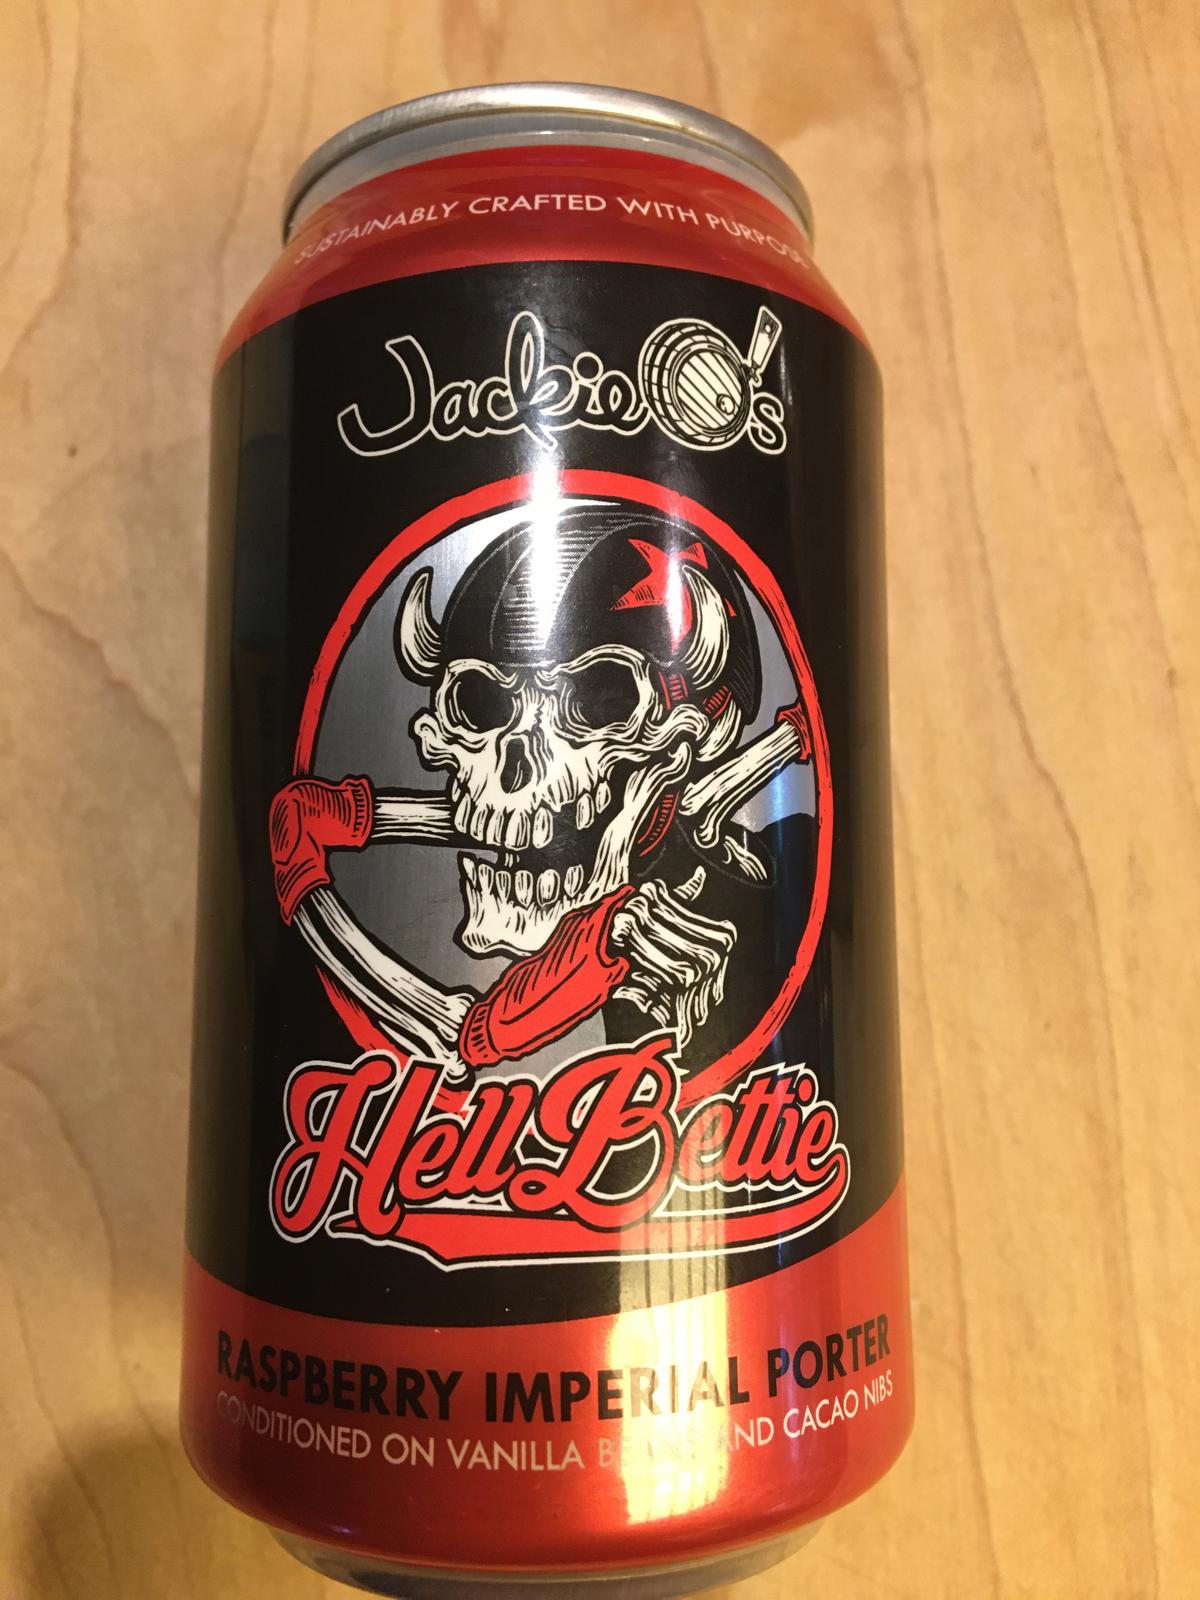 SUSTAINABLY CRAFTED WITH PURPOSE
Jackie O's
Hell Bettie
RASPBERRY IMPERIAL PORTER
CONDITIONED ON VANILLA BEANS AND CACAO NIBS